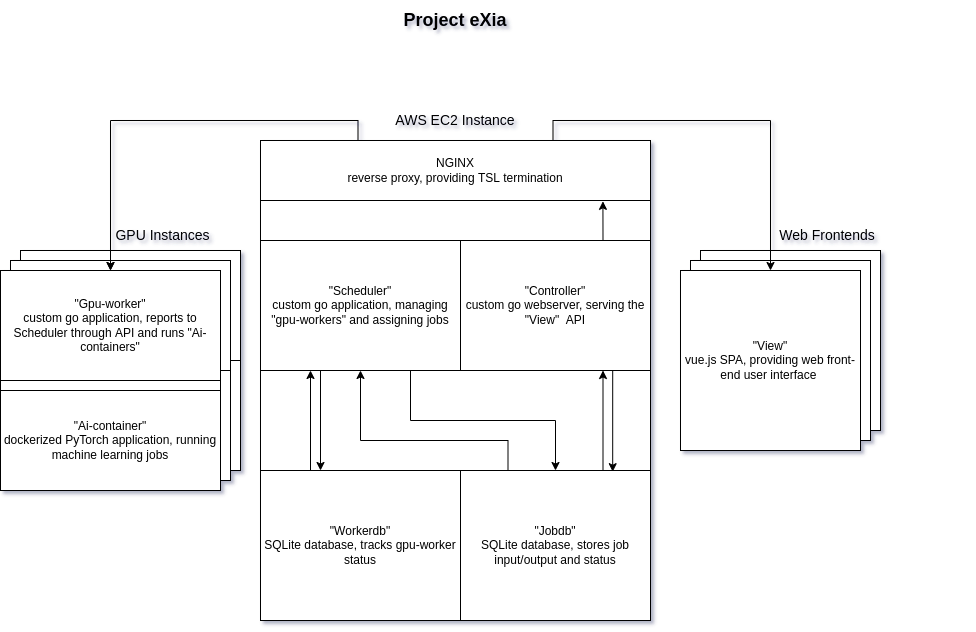 Project eXia
AWS EC2 Instance
NGINX
reverse proxy, providing TSL termination
GPU Instances
Web Frontends
"Gpu-worker"
custom go application, reports to
Scheduler through API and runs "Ai-
containers"
"Ai-container"
dockerized PyTorch application, running
machine learning jobs
"Scheduler"
custom go application, managing
"gpu-workers" and assigning jobs
"Controller"
custom go webserver, serving the
"View"  API
"View"
vue.js SPA, providing web front-
end user interface
"Workerdb"
SQLite database, tracks gpu-worker
status
"Jobdb"
SQLite database, stores job
input/output and status